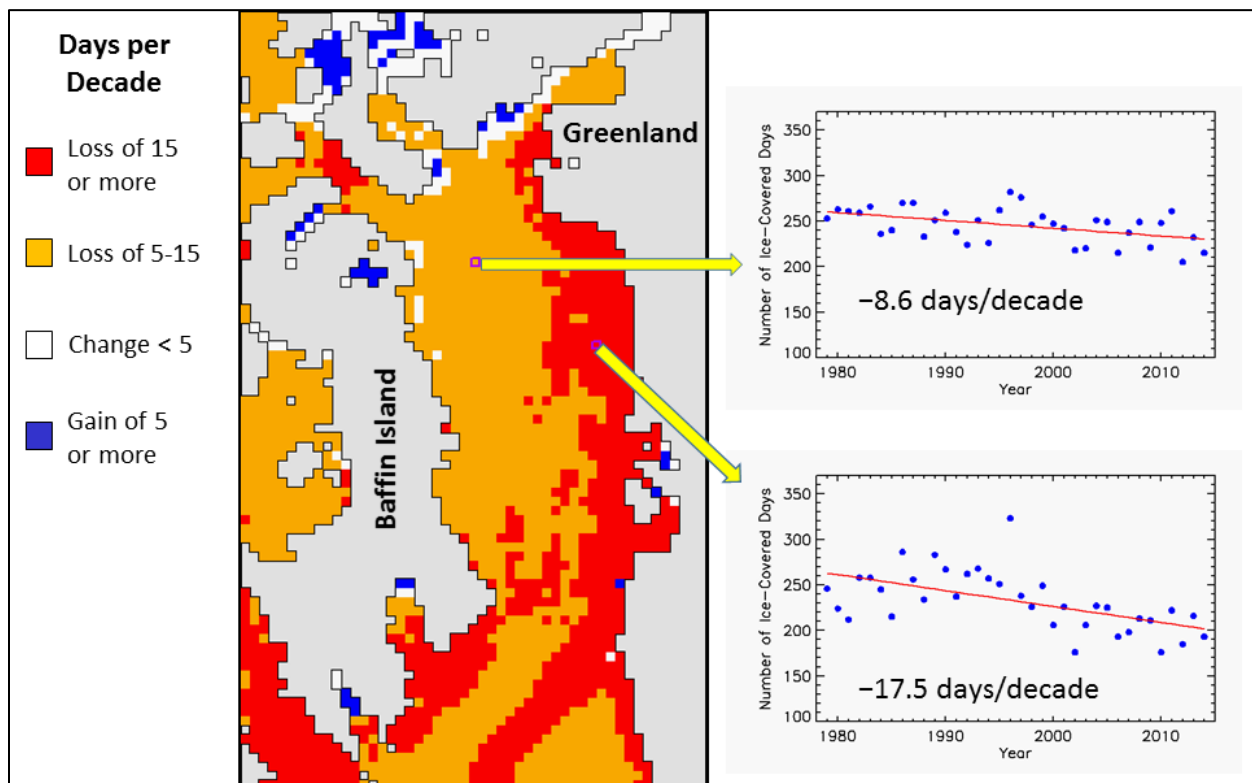 Days per
Decade
Loss of 15
or more
Loss of 5-15
Change < 5
Gain of 5
or more
Greenland
Baffin Island
Number of Ice-Covered Days
350
300
250
200
150
100
−8.6 days/decade
1980 1990 2000 2010
Year
Number of Ice-Covered Days
350
300
250
200
150
100
−17.5 days/decade
1980 1990 2000 2010
Year